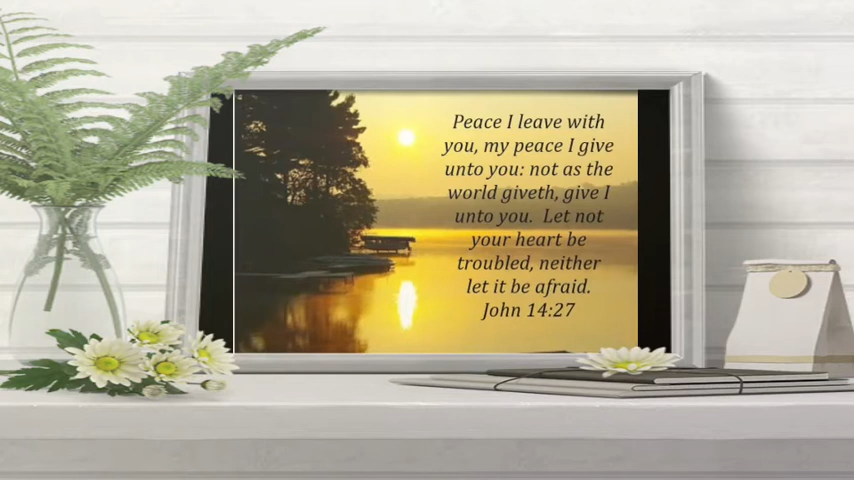 Peace I leave with
you, my peace I give
unto you: not as the
world giveth, give I
unto you.  Let not
your heart be
troubled, neither
let it be afraid.
John 14:27